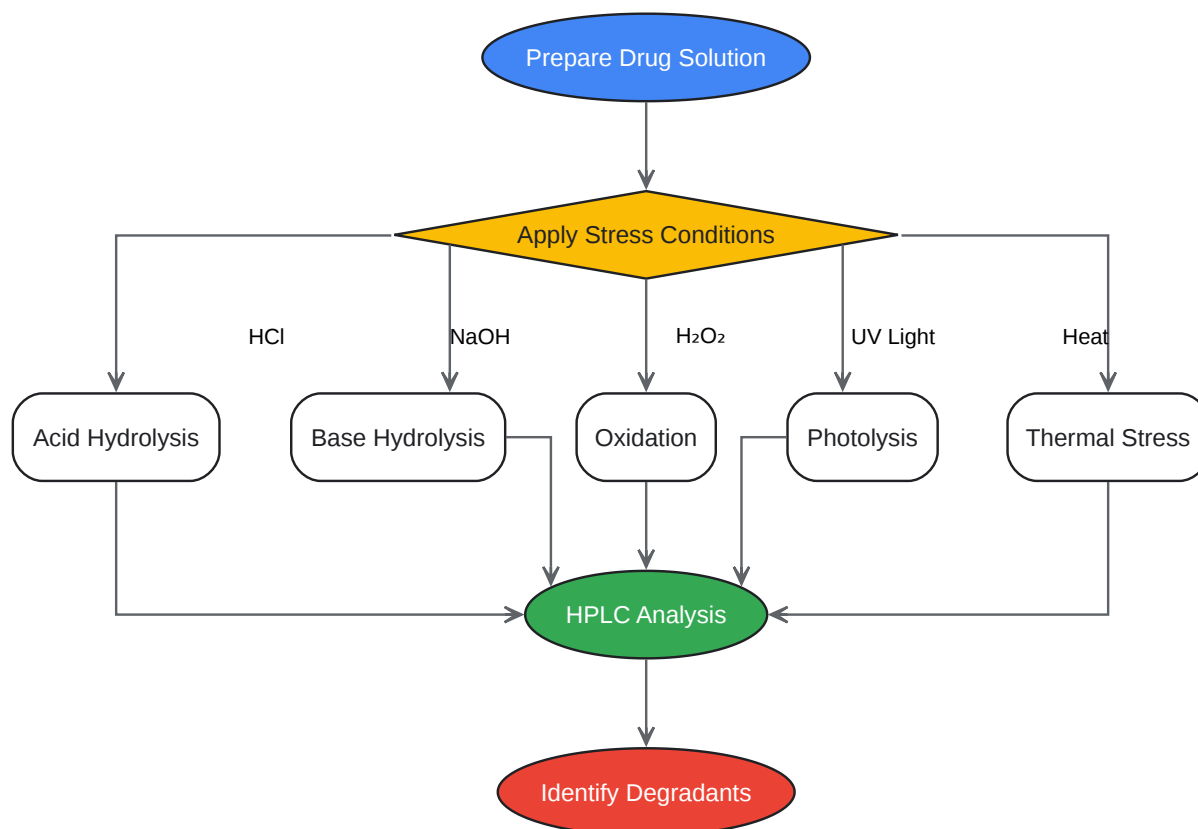 Prepare Drug Solution
Apply Stress Conditions
HCl
NaOH
H₂O₂
UV Light
Heat
Acid Hydrolysis
Base Hydrolysis
Oxidation
Photolysis
Thermal Stress
HPLC Analysis
Identify Degradants